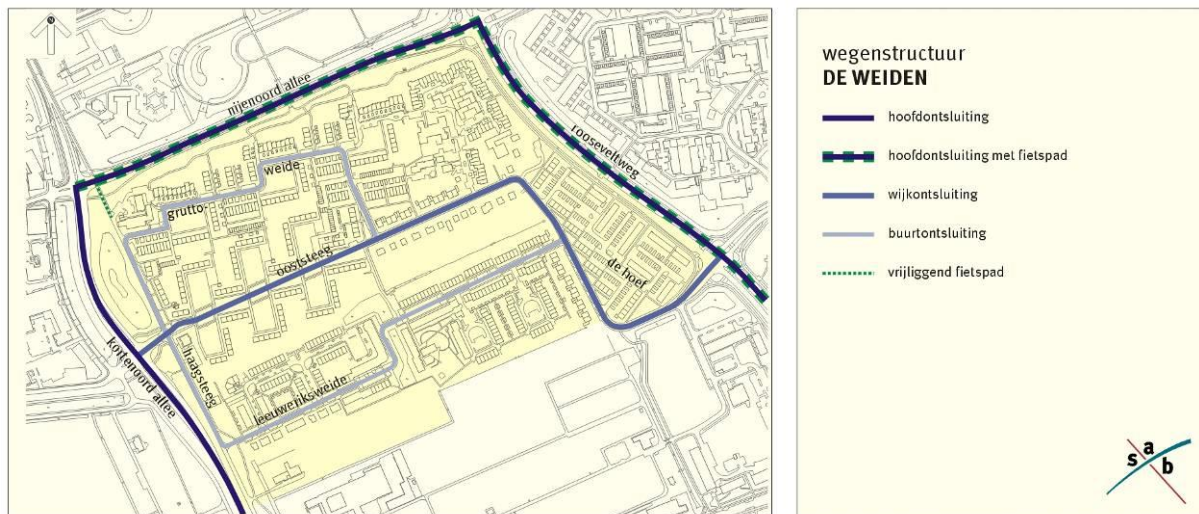 N
nijenoord allee
rooseveltweg
weide
grutto-
ooststeeg
de hoef
haagsteeg
kortenoord allee
leeuweriksweide
wegenstructuur
DE WEIDEN
hoofdontsluiting
hoofdontsluiting met fietspad
wijkontsluiting
buurtontsluiting
vrijliggend fietspad
s a b